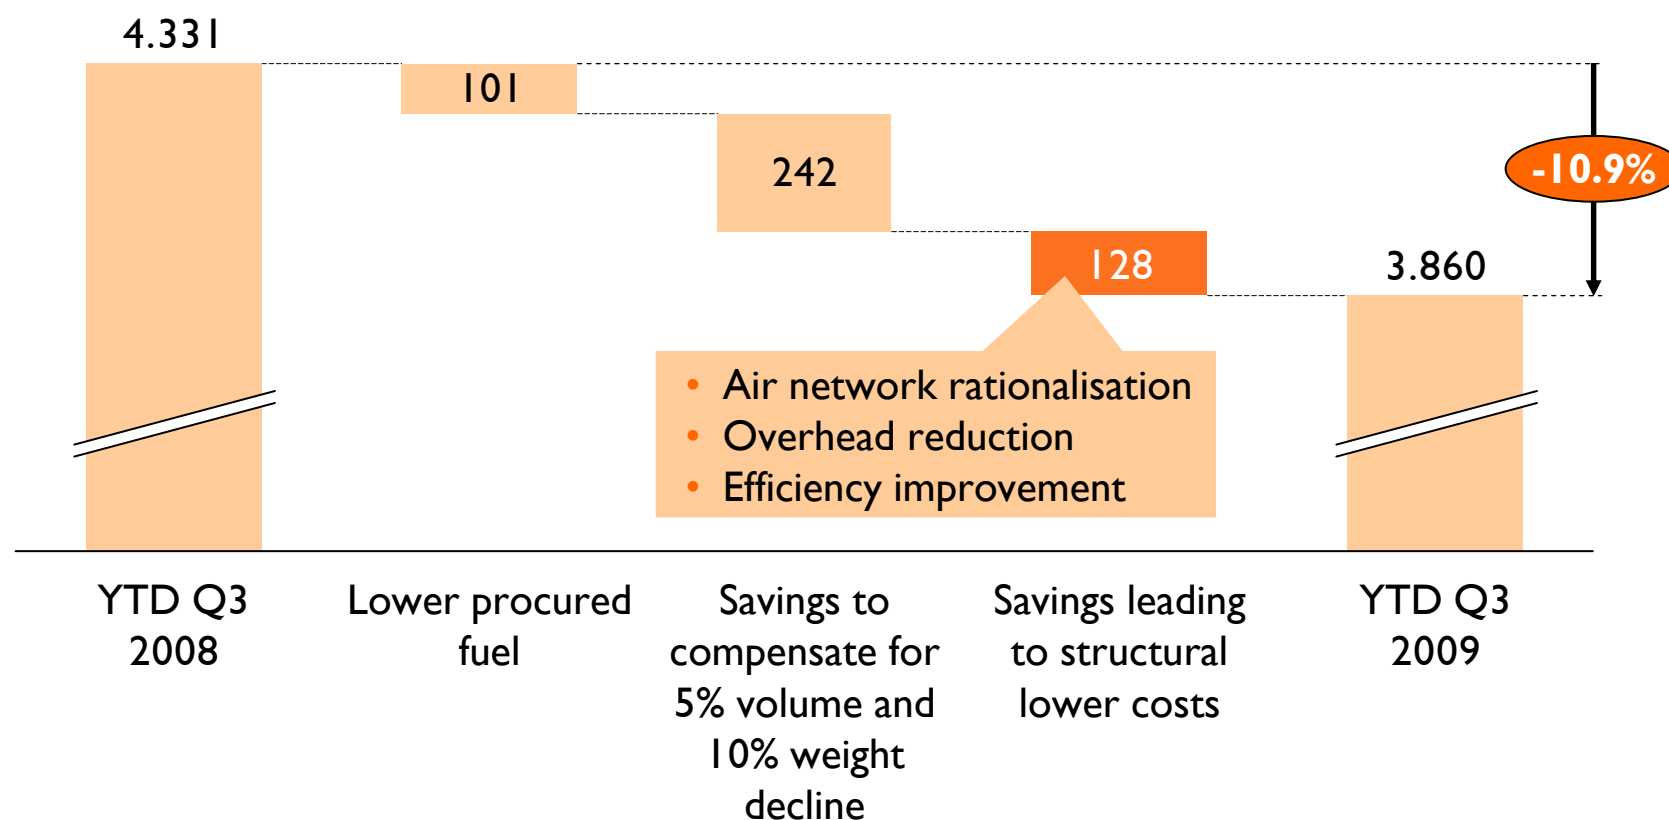 4.331
101
242
-10.9%
128
3.860
• Air network rationalisation
• Overhead reduction
• Efficiency improvement
YTD Q3
2008
Lower procured
fuel
Savings to
compensate for
5% volume and
10% weight
decline
Savings leading
to structural
lower costs
YTD Q3
2009